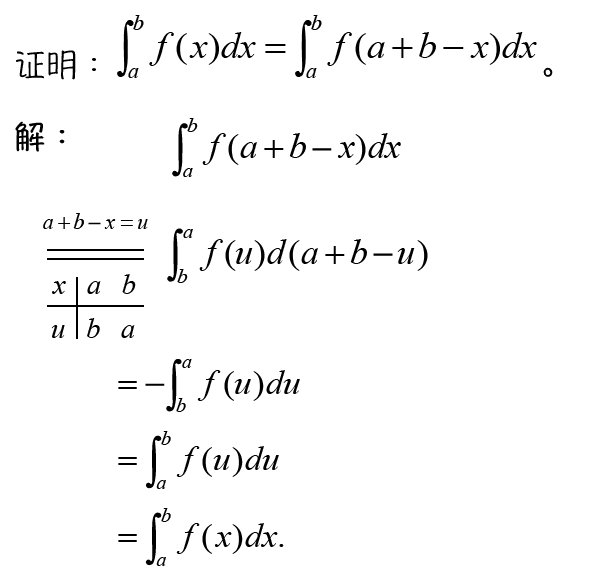 证明：∫_a^b f(x)dx = ∫_a^b f(a+b−x)dx 。
解： ∫_a^b f(a+b−x)dx
a+b−x=u
∫_b^a f(u)d(a+b−u)
x | a b
u | b a
= −∫_b^a f(u)du
= ∫_a^b f(u)du
= ∫_a^b f(x)dx.